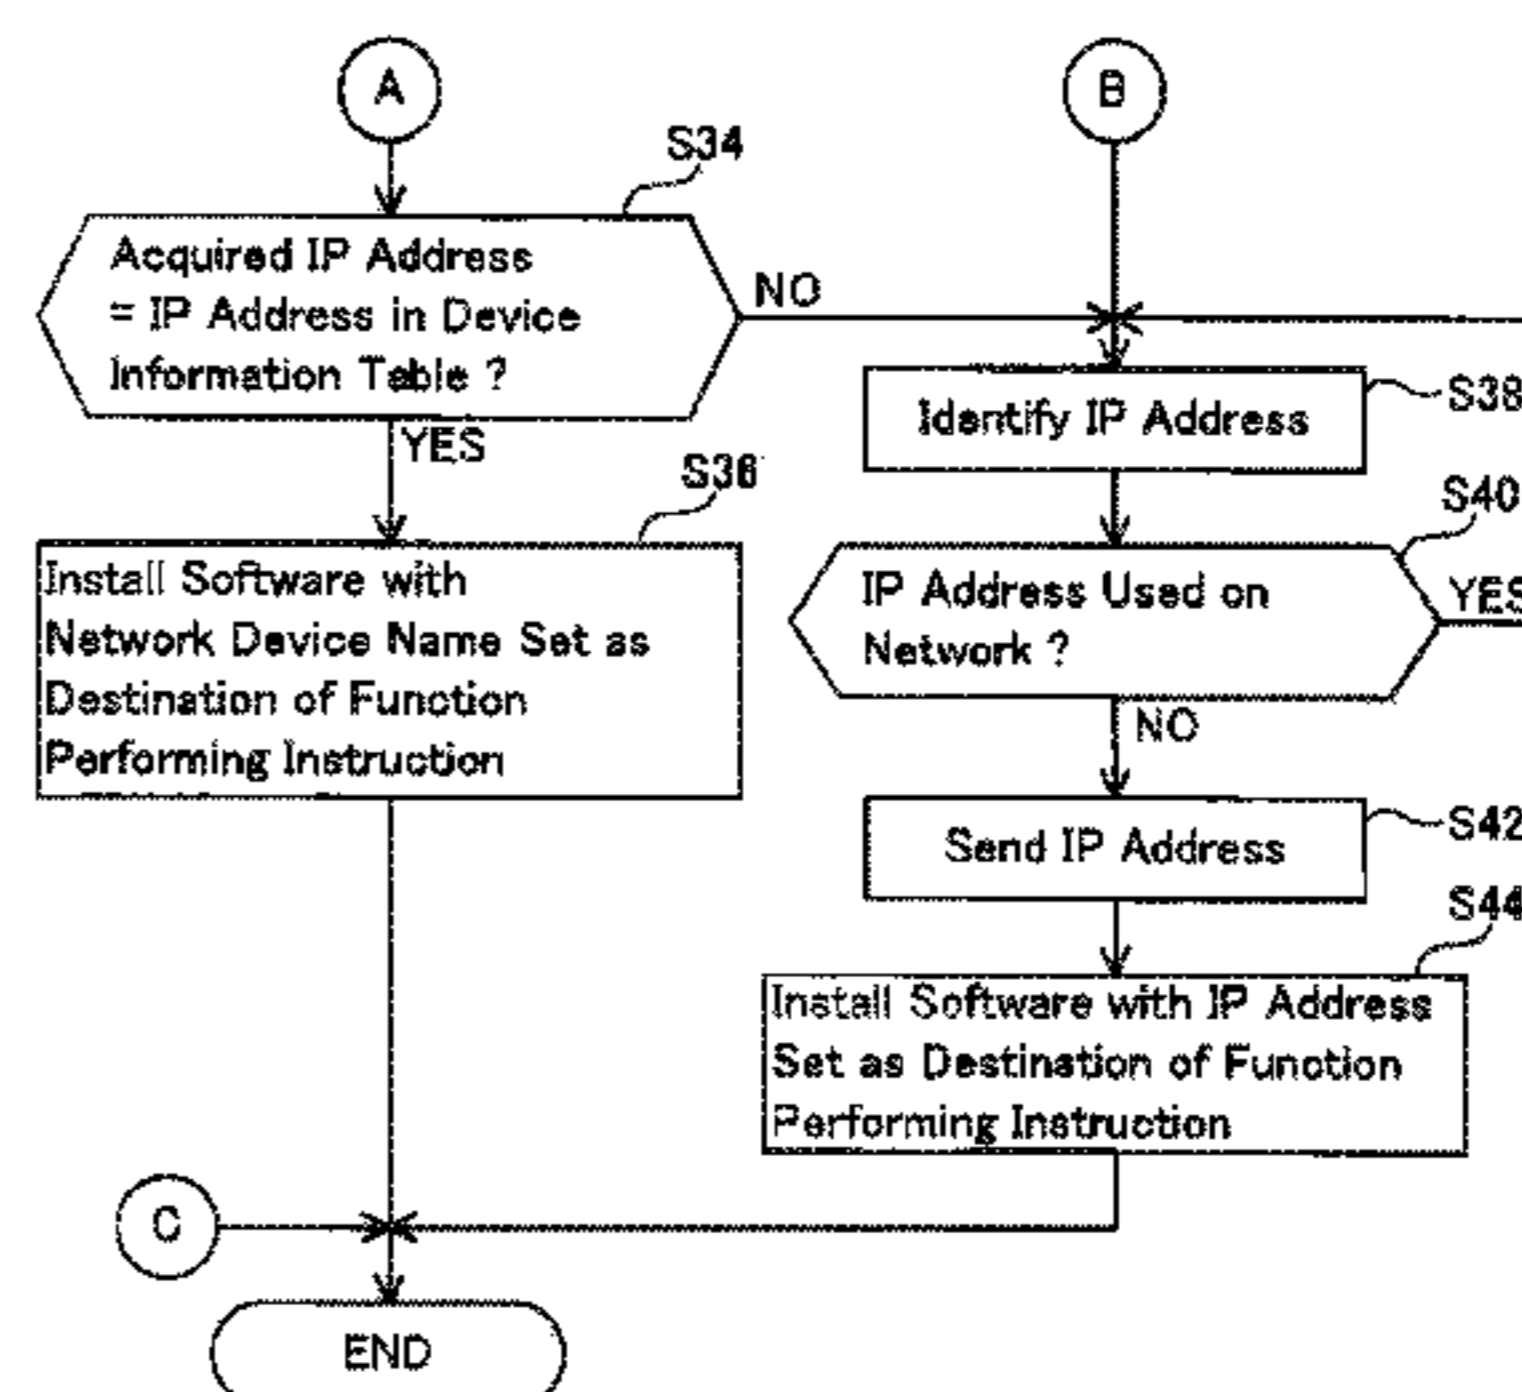 A
B
S34
Acquired IP Address
= IP Address in Device
Information Table ?
NO
YES
S36
Install Software with
Network Device Name Set as
Destination of Function
Performing Instruction
S38
Identify IP Address
S40
IP Address Used on
Network ?
YES
NO
S42
Send IP Address
S44
Install Software with IP Address
Set as Destination of Function
Performing Instruction
C
END